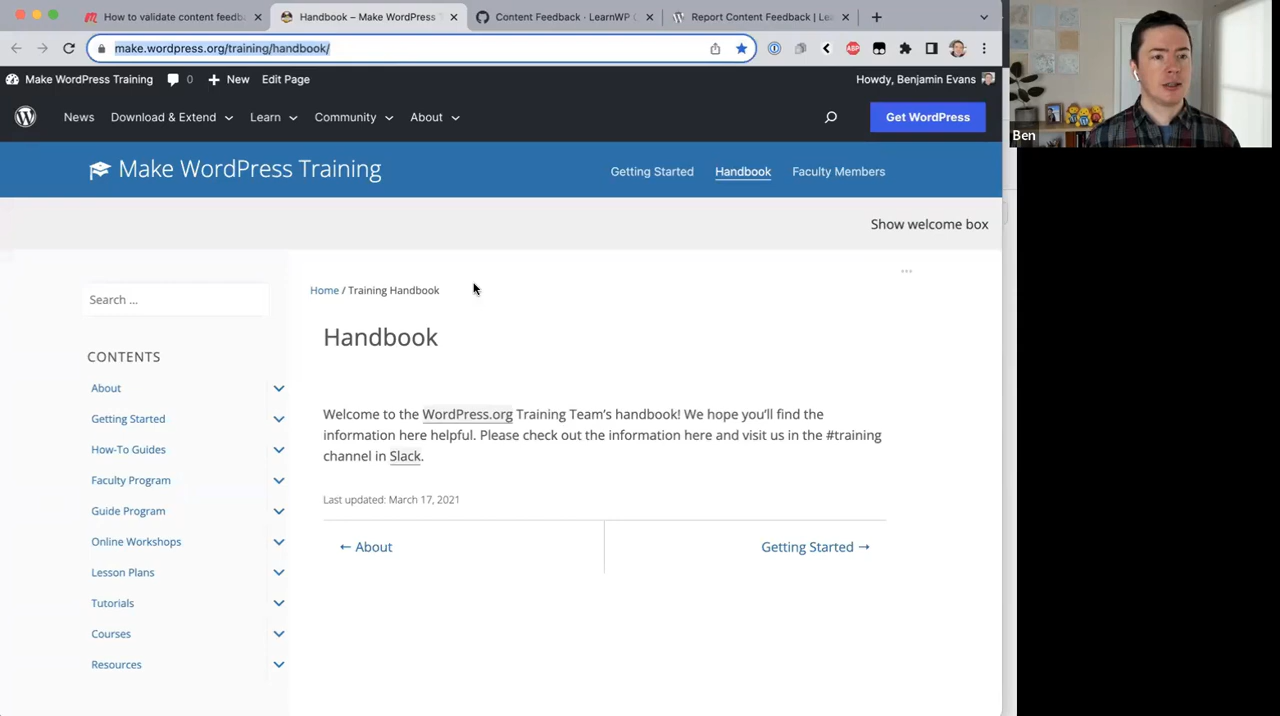 How to validate content feedb
Handbook – Make WordPress T
Content Feedback · LearnWP C
Report Content Feedback | Lea
make.wordpress.org/training/handbook/
ABP
Make WordPress Training
0
New
Edit Page
Howdy, Benjamin Evans
News
Download & Extend
Learn
Community
About
Get WordPress
Make WordPress Training
Getting Started
Handbook
Faculty Members
Show welcome box
Search ...
CONTENTS
About
Getting Started
How-To Guides
Faculty Program
Guide Program
Online Workshops
Lesson Plans
Tutorials
Courses
Resources
Home / Training Handbook
Handbook
Welcome to the WordPress.org Training Team’s handbook! We hope you’ll find the
information here helpful. Please check out the information here and visit us in the #training
channel in Slack.
Last updated: March 17, 2021
← About
Getting Started →
Ben